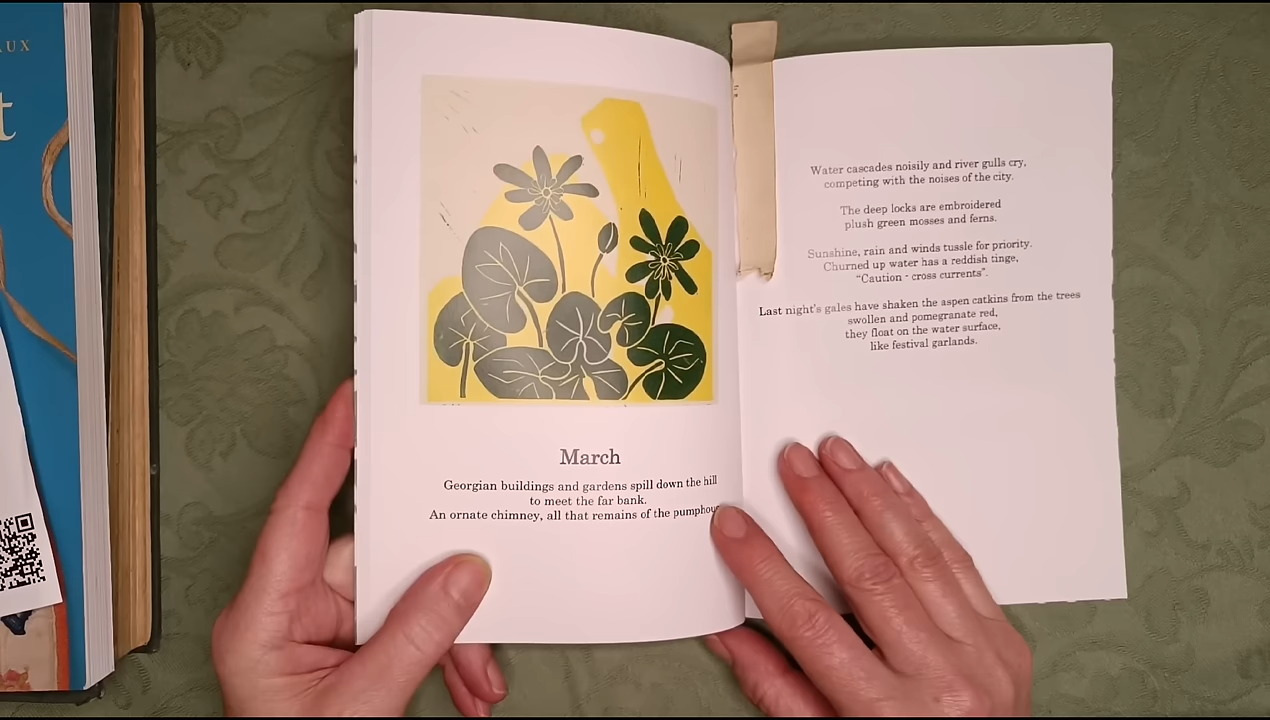 AUX
t
March
Georgian buildings and gardens spill down the hill
to meet the far bank.
An ornate chimney, all that remains of the
Water cascades noisily and river gulls cry,
competing with the noises of the city.
The deep locks are embroidered
plush green mosses and ferns.
Sunshine, rain and winds tussle for priority.
Churned up water has a reddish tinge,
“Caution - cross currents”.
Last night's gales have shaken the aspen catkins from the trees
swollen and pomegranate red,
they float on the water surface,
like festival garlands.